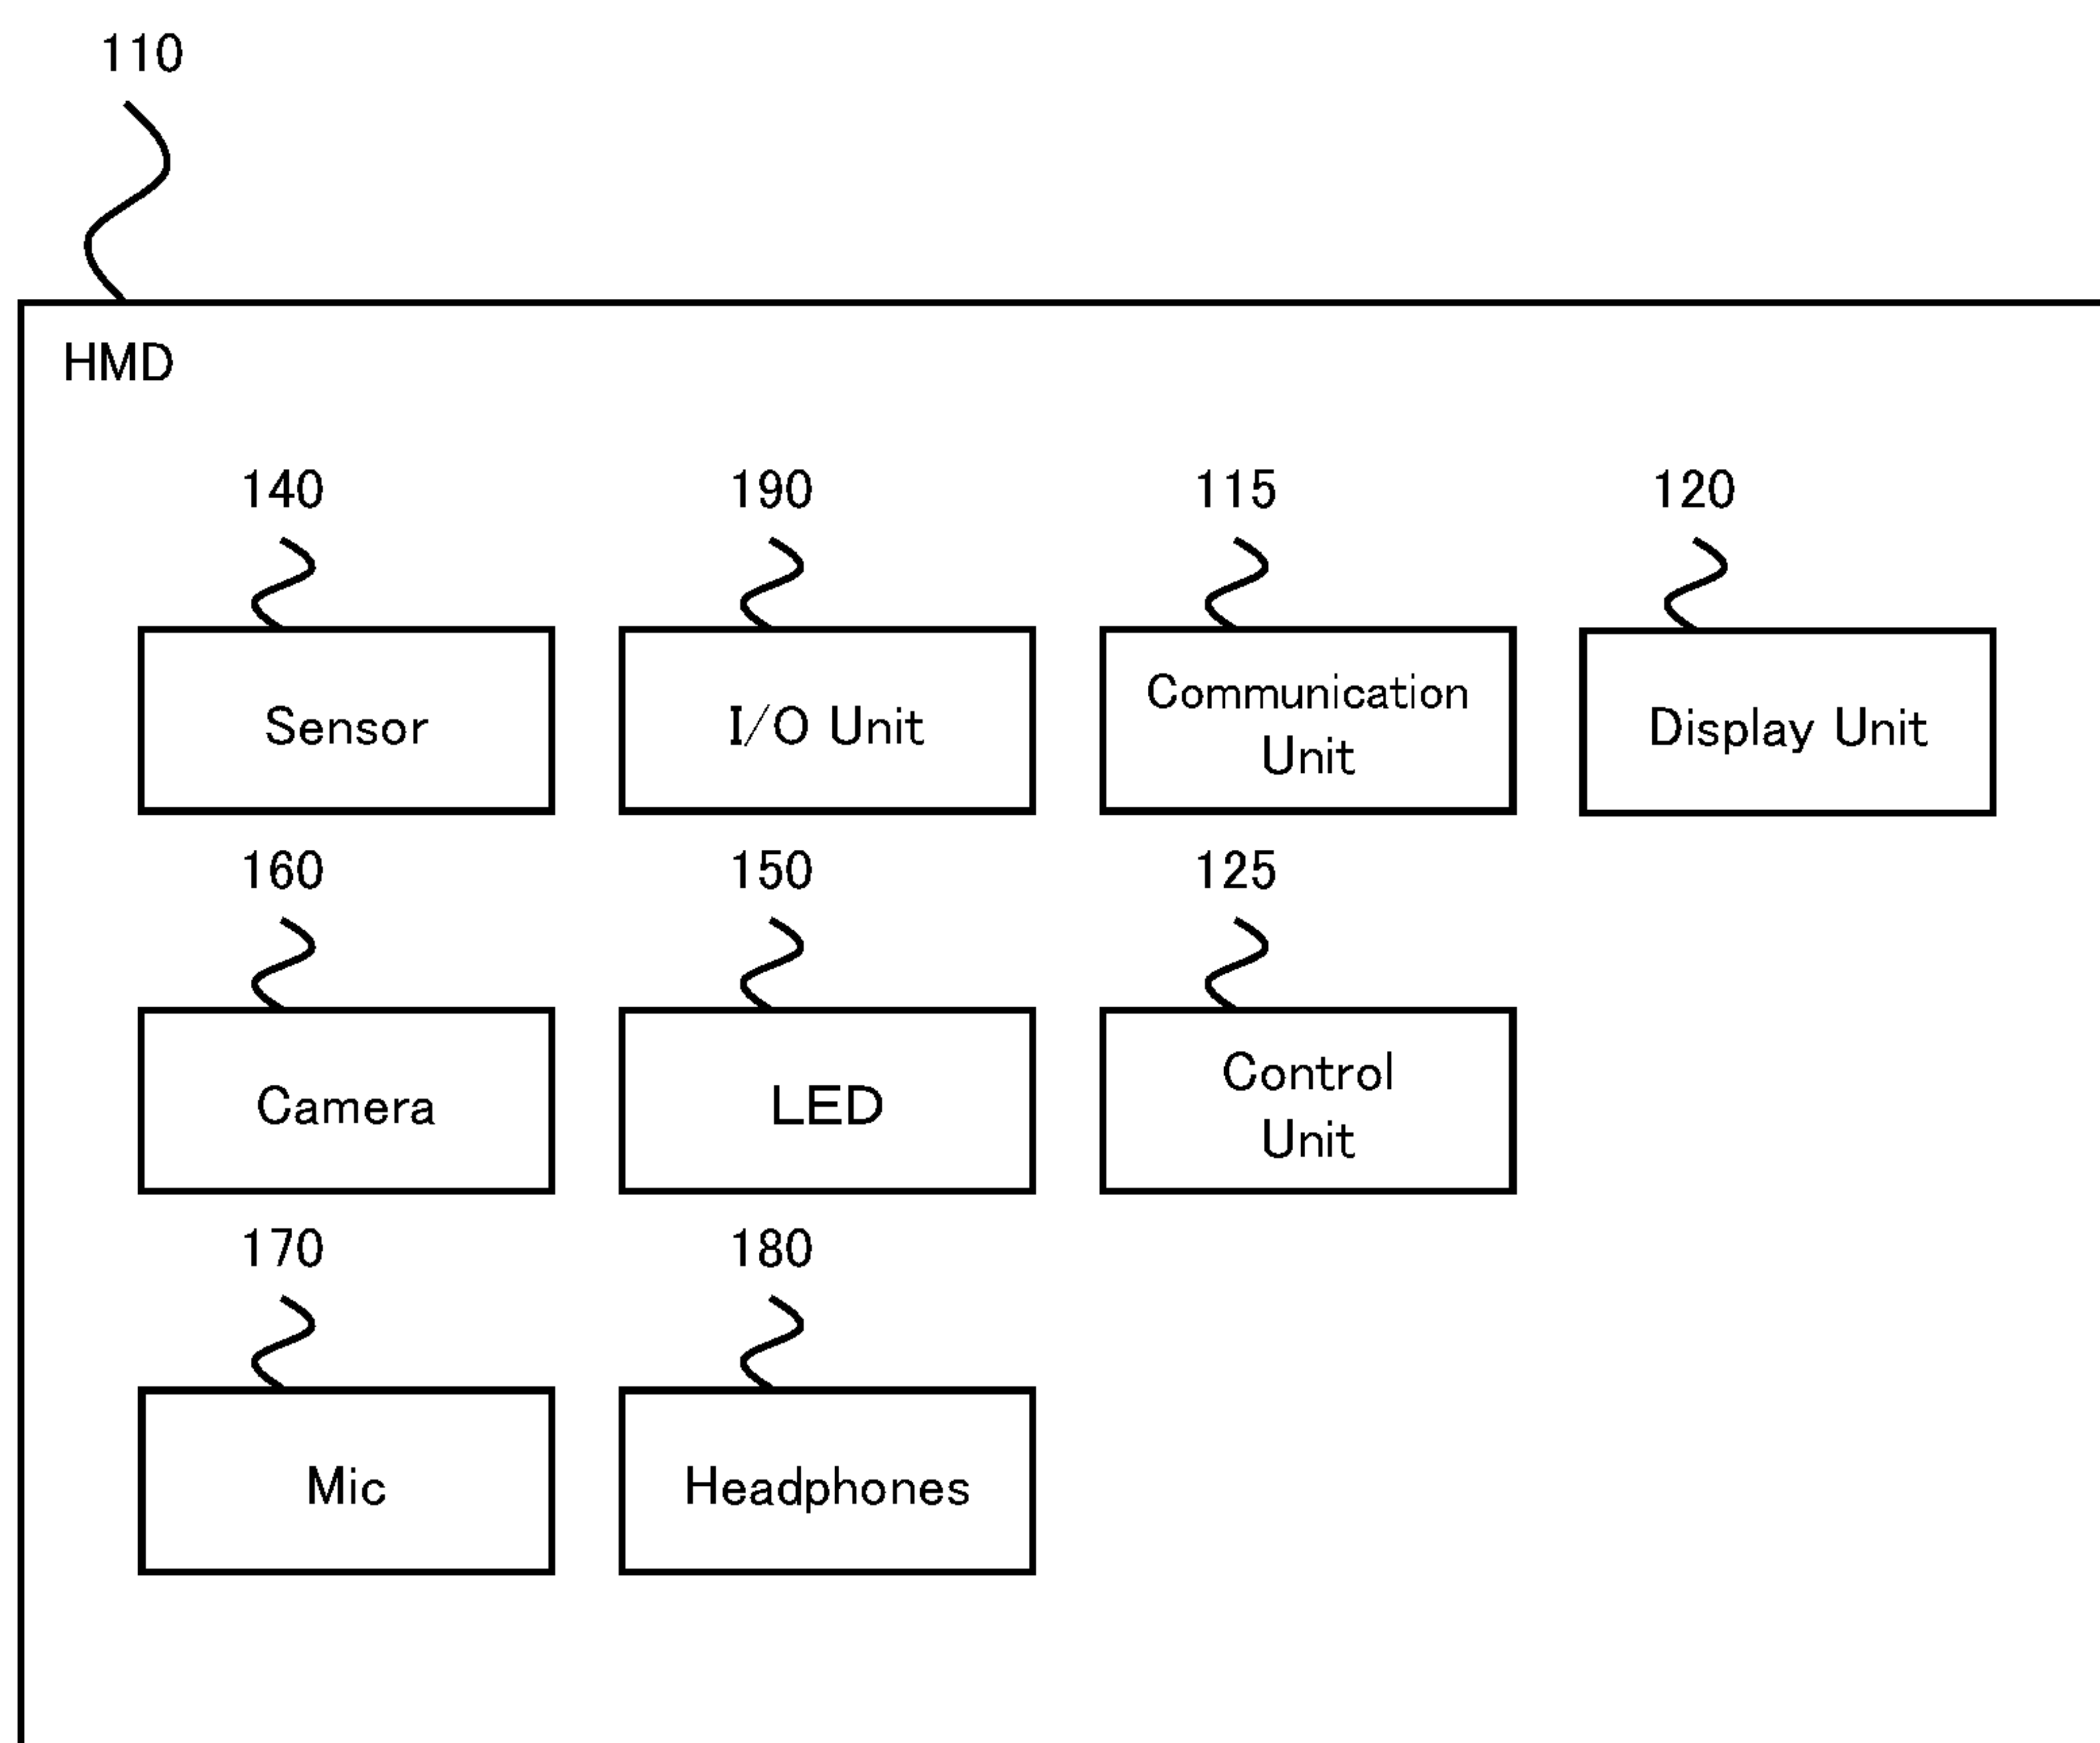 110
HMD
140 190 115 120
Sensor I/O Unit Communication Unit Display Unit
160 150 125
Camera LED Control Unit
170 180
Mic Headphones